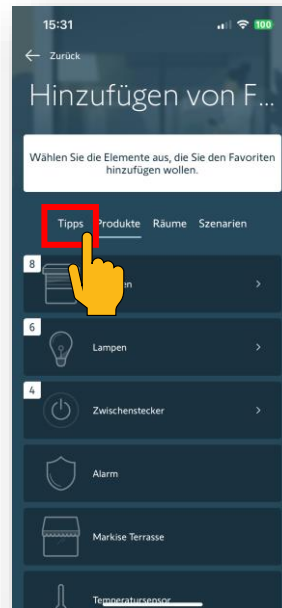 15:31
100
Zurück
Hinzufügen von F...
Wählen Sie die Elemente aus, die Sie den Favoriten
hinzufügen wollen.
Tipps Produkte Räume Szenarien
8
6
Lampen
4
Zwischenstecker
Alarm
Markise Terrasse
Temperatursensor